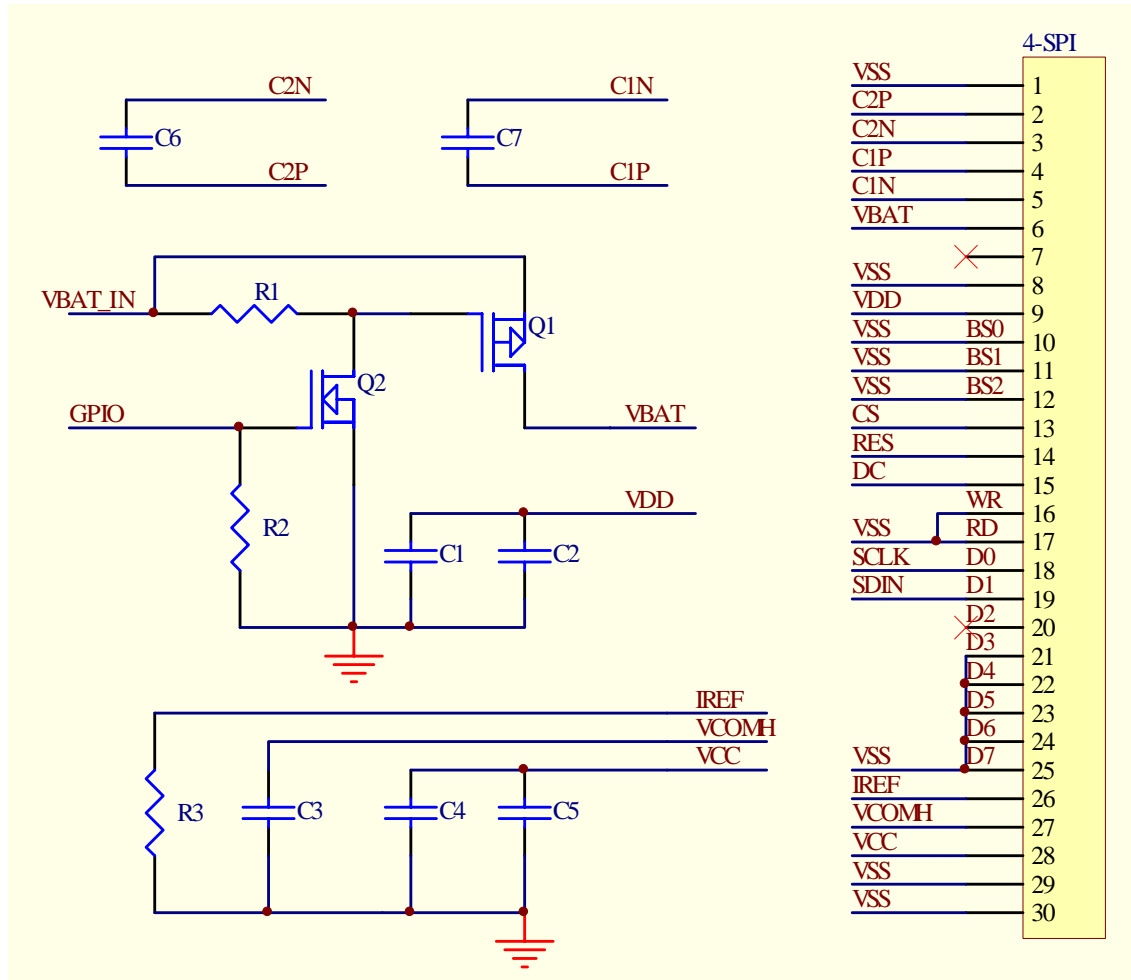 4-SPI
C2N
C6
C2P
C1N
C7
C1P
VBAT_IN
R1
Q1
Q2
GPIO
VBAT
R2
VDD
C1
C2
IREF
VCOMH
VCC
R3
C3
C4
C5
VSS 1
C2P 2
C2N 3
C1P 4
C1N 5
VBAT 6
7
VSS 8
VDD 9
VSS BS0 10
VSS BS1 11
VSS BS2 12
CS 13
RES 14
DC 15
WR 16
VSS RD 17
SCLK D0 18
SDIN D1 19
D2 20
D3 21
D4 22
D5 23
D6 24
VSS D7 25
IREF 26
VCOMH 27
VCC 28
VSS 29
VSS 30